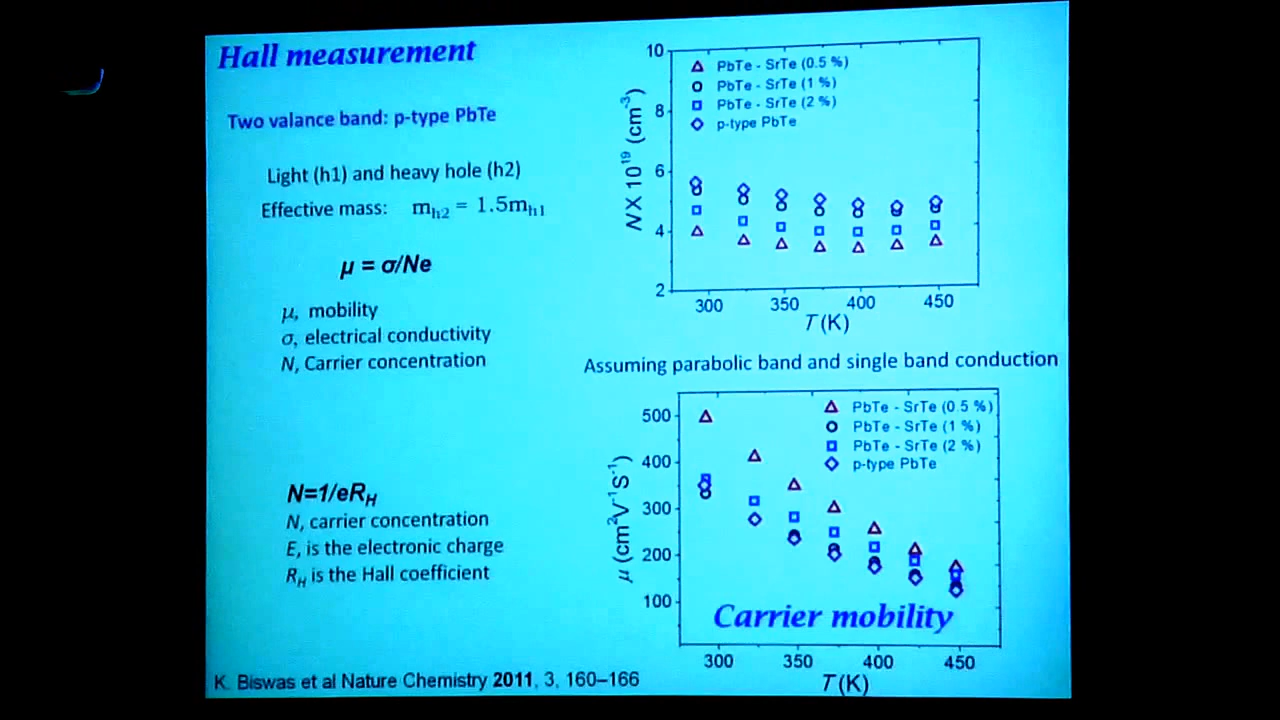 Hall measurement
Two valance band: p-type PbTe
Light (h1) and heavy hole (h2)
Effective mass: mh2 = 1.5mh1
μ = σ/Ne
μ, mobility
σ, electrical conductivity
N, Carrier concentration
N=1/eRH
N, carrier concentration
E, is the electronic charge
RH is the Hall coefficient
K. Biswas et al Nature Chemistry 2011, 3, 160–166
N X 10¹⁹ (cm⁻³)
10
8
6
4
2
PbTe - SrTe (0.5 %)
PbTe - SrTe (1 %)
PbTe - SrTe (2 %)
p-type PbTe
300 350 400 450
T (K)
Assuming parabolic band and single band conduction
μ (cm²V⁻¹S⁻¹)
500
400
300
200
100
PbTe - SrTe (0.5 %)
PbTe - SrTe (1 %)
PbTe - SrTe (2 %)
p-type PbTe
Carrier mobility
300 350 400 450
T (K)